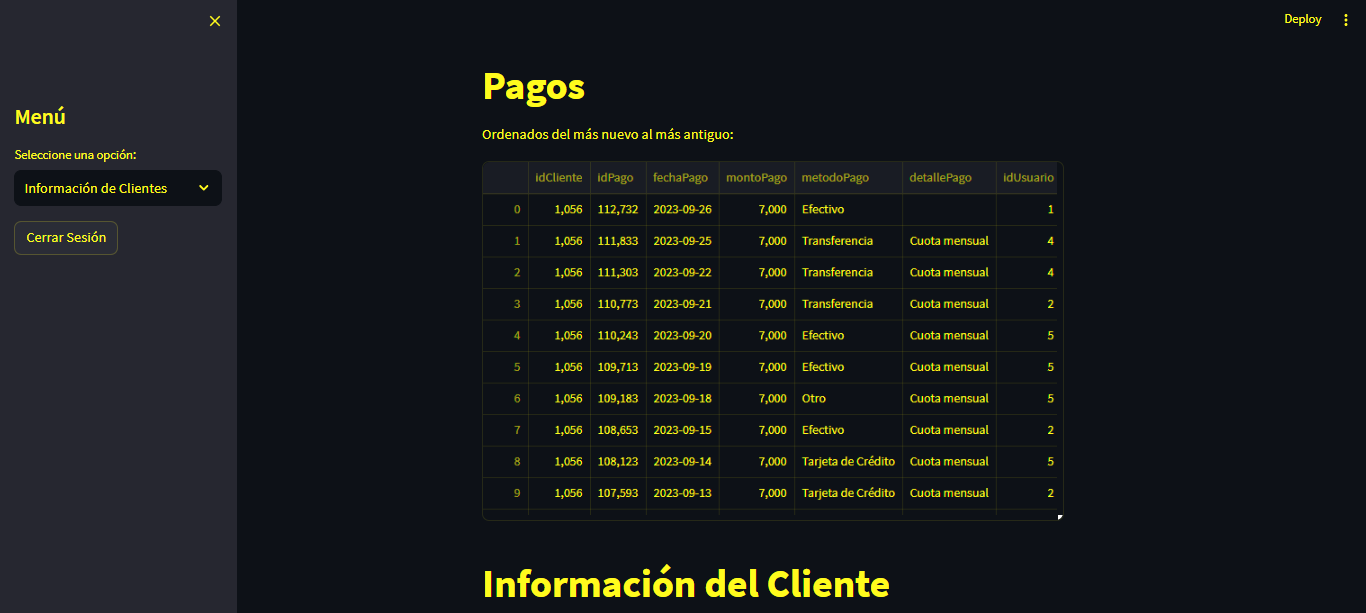 Deploy
Menú
Seleccione una opción:
Información de Clientes
Cerrar Sesión
Pagos
Ordenados del más nuevo al más antiguo:
idCliente idPago fechaPago montoPago metodoPago detallePago idUsuario
0 1,056 112,732 2023-09-26 7,000 Efectivo 1
1 1,056 111,833 2023-09-25 7,000 Transferencia Cuota mensual 4
2 1,056 111,303 2023-09-22 7,000 Transferencia Cuota mensual 4
3 1,056 110,773 2023-09-21 7,000 Transferencia Cuota mensual 2
4 1,056 110,243 2023-09-20 7,000 Efectivo Cuota mensual 5
5 1,056 109,713 2023-09-19 7,000 Efectivo Cuota mensual 5
6 1,056 109,183 2023-09-18 7,000 Otro Cuota mensual 5
7 1,056 108,653 2023-09-15 7,000 Efectivo Cuota mensual 2
8 1,056 108,123 2023-09-14 7,000 Tarjeta de Crédito Cuota mensual 5
9 1,056 107,593 2023-09-13 7,000 Tarjeta de Crédito Cuota mensual 2
Información del Cliente